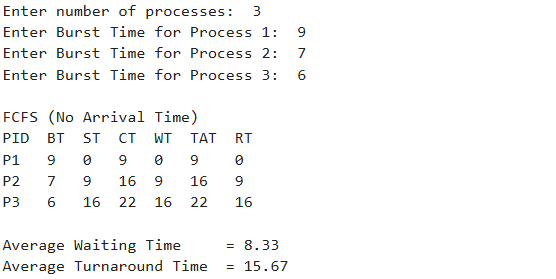 Enter number of processes:  3
Enter Burst Time for Process 1:  9
Enter Burst Time for Process 2:  7
Enter Burst Time for Process 3:  6
FCFS (No Arrival Time)
PID  BT  ST  CT  WT  TAT  RT
P1   9   0   9   0   9    0
P2   7   9   16  9   16   9
P3   6   16  22  16  22   16
Average Waiting Time     = 8.33
Average Turnaround Time  = 15.67